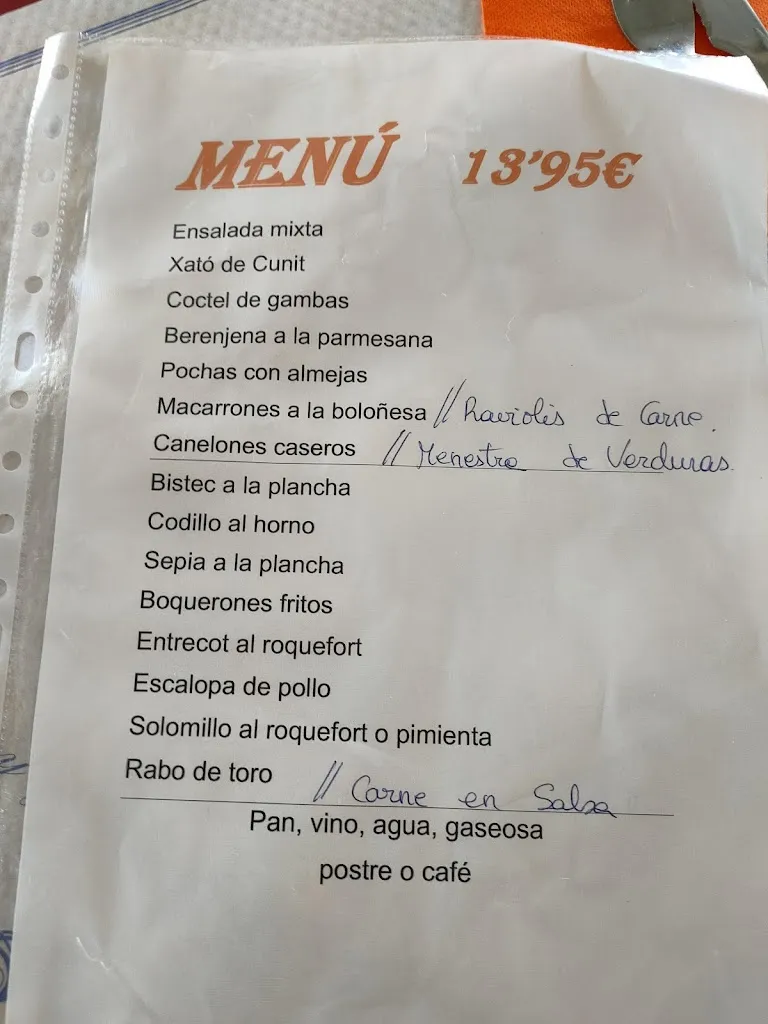 MENÚ 13'95€
Ensalada mixta
Xató de Cunit
Coctel de gambas
Berenjena a la parmesana
Pochas con almejas
Macarrones a la boloñesa // Raviolis de Carne.
Canelones caseros // Menestra de Verduras.
Bistec a la plancha
Codillo al horno
Sepia a la plancha
Boquerones fritos
Entrecot al roquefort
Escalopa de pollo
Solomillo al roquefort o pimienta
Rabo de toro // Carne en Salsa
Pan, vino, agua, gaseosa
postre o café